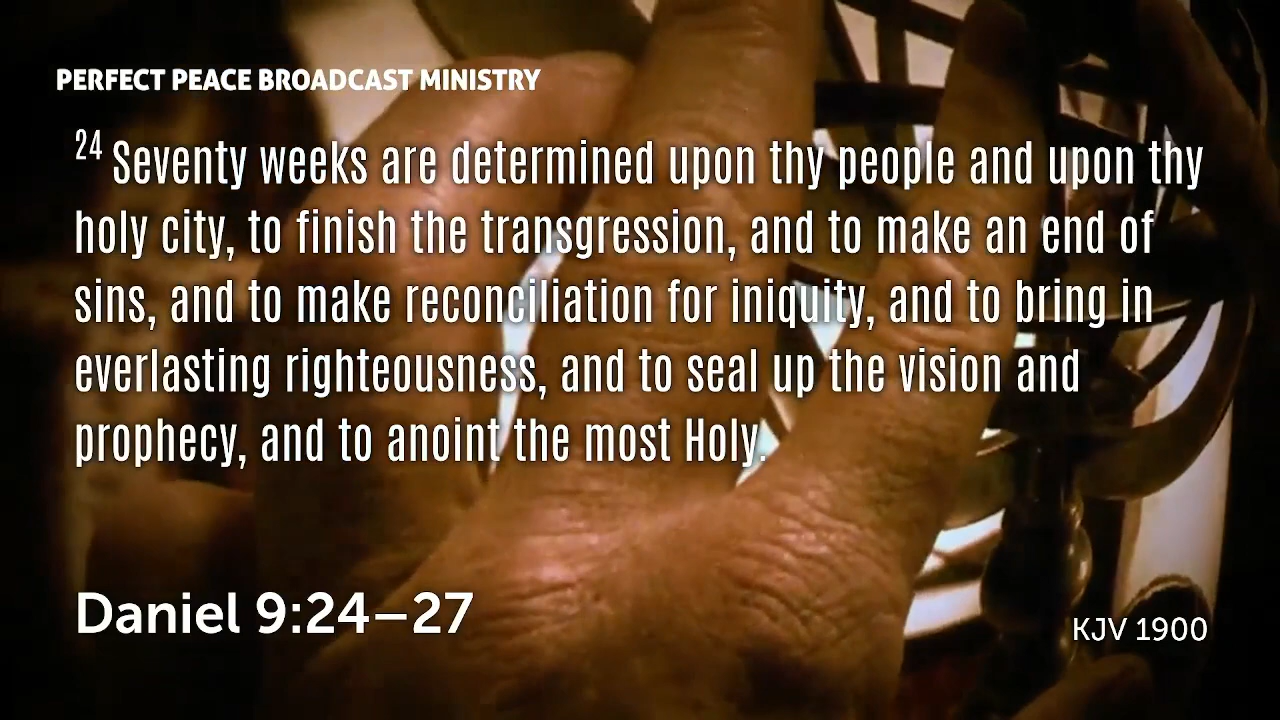 PERFECT PEACE BROADCAST MINISTRY
24 Seventy weeks are determined upon thy people and upon thy
holy city, to finish the transgression, and to make an end of
sins, and to make reconciliation for iniquity, and to bring in
everlasting righteousness, and to seal up the vision and
prophecy, and to anoint the most Holy.
Daniel 9:24–27
KJV 1900